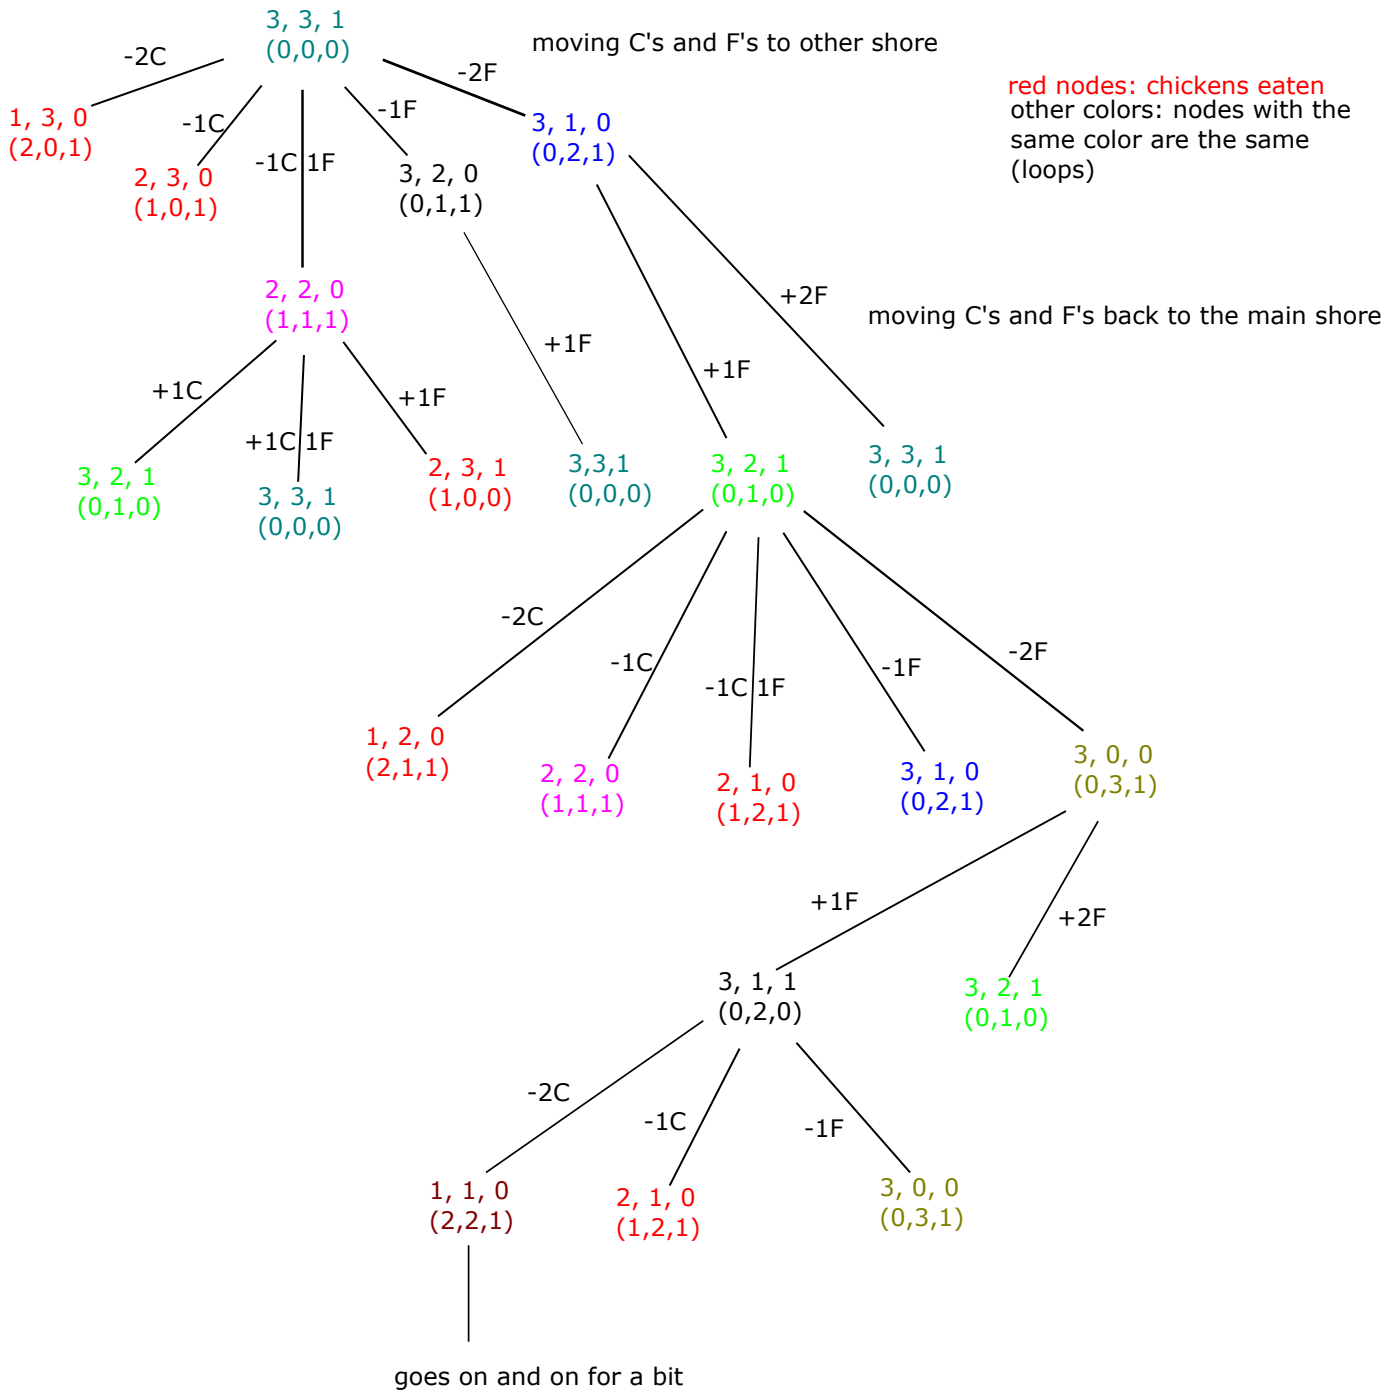 3, 3, 1
(0,0,0)
moving C's and F's to other shore
-2C
-1C
-1C 1F
-1F
-2F
red nodes: chickens eaten
other colors: nodes with the
same color are the same
(loops)
1, 3, 0
(2,0,1)
2, 3, 0
(1,0,1)
3, 2, 0
(0,1,1)
3, 1, 0
(0,2,1)
2, 2, 0
(1,1,1)
moving C's and F's back to the main shore
+1C
+1C 1F
+1F
+1F
+1F
+2F
3, 2, 1
(0,1,0)
3, 3, 1
(0,0,0)
2, 3, 1
(1,0,0)
3,3,1
(0,0,0)
3, 2, 1
(0,1,0)
3, 3, 1
(0,0,0)
-2C
-1C
-1C 1F
-1F
-2F
1, 2, 0
(2,1,1)
2, 2, 0
(1,1,1)
2, 1, 0
(1,2,1)
3, 1, 0
(0,2,1)
3, 0, 0
(0,3,1)
+1F
+2F
3, 1, 1
(0,2,0)
3, 2, 1
(0,1,0)
-2C
-1C
-1F
1, 1, 0
(2,2,1)
2, 1, 0
(1,2,1)
3, 0, 0
(0,3,1)
goes on and on for a bit